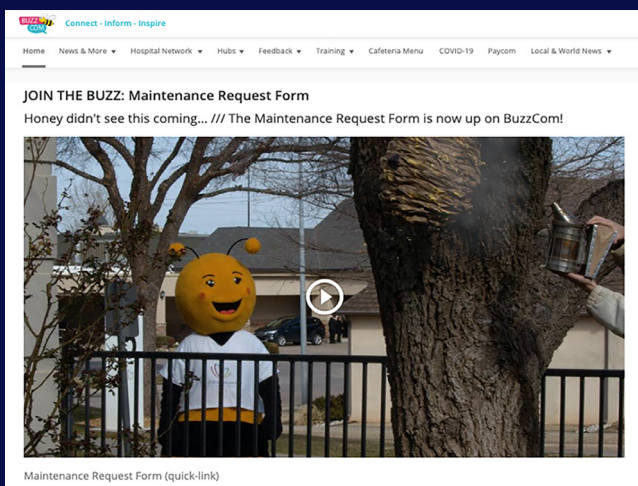 BUZZ
COM
Connect - Inform - Inspire
Home News & More Hospital Network Hubs Feedback Training Cafeteria Menu COVID-19 Paycom Local & World News
JOIN THE BUZZ: Maintenance Request Form
Honey didn't see this coming... /// The Maintenance Request Form is now up on BuzzCom!
Maintenance Request Form (quick-link)